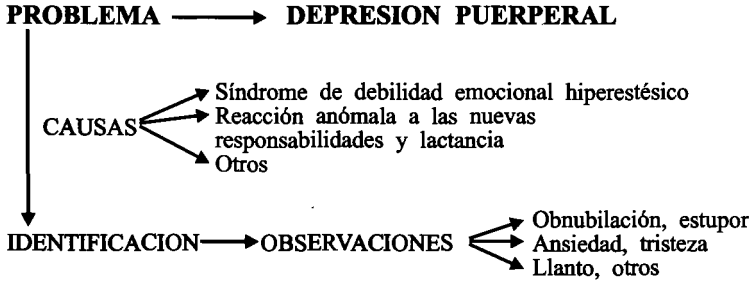 PROBLEMA DEPRESION PUERPERAL
Síndrome de debilidad emocional hiperestésico
CAUSAS Reacción anómala a las nuevas
responsabilidades y lactancia
Otros
Obnubilación, estupor
IDENTIFICACION OBSERVACIONES Ansiedad, tristeza
Llanto, otros